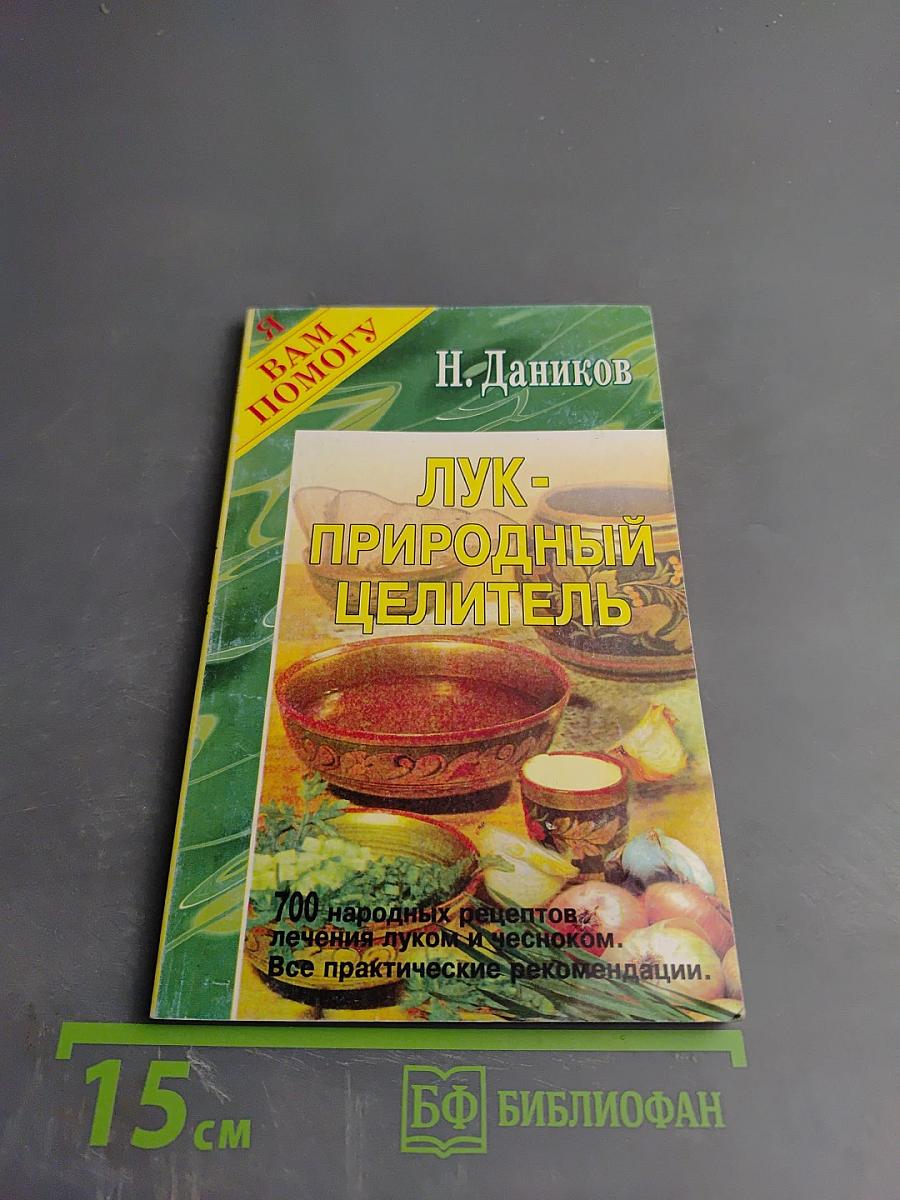 Я
ВАМ
ПОМОГУ
Н. Даников
ЛУК-
ПРИРОДНЫЙ
ЦЕЛИТЕЛЬ
700 народных рецептов
лечения луком и чесноком.
Все практические рекомендации.
15 см
БФ БИБЛИОФАН